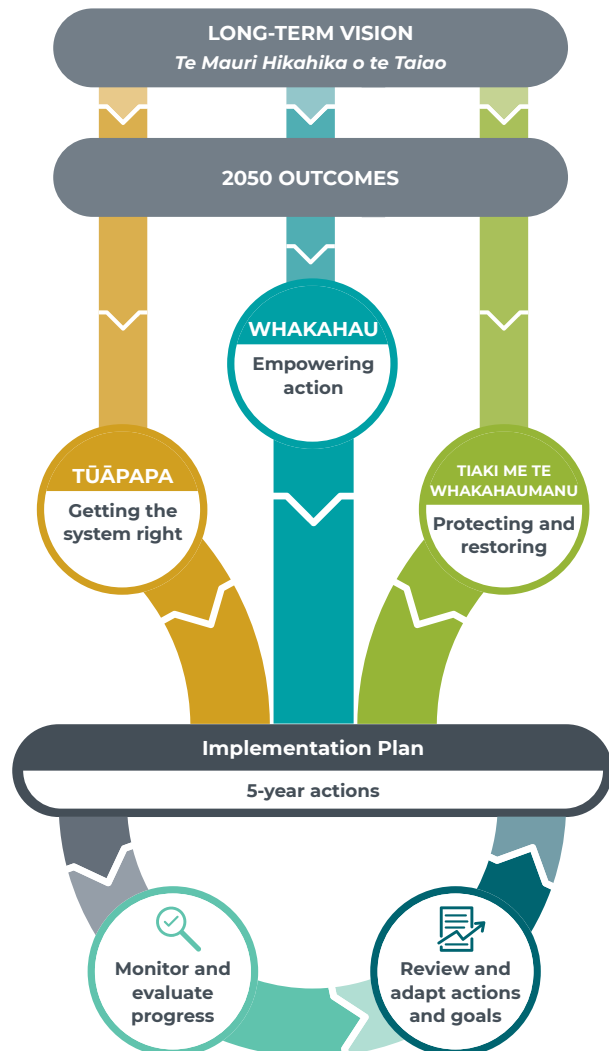 LONG-TERM VISION
Te Mauri Hikahika o te Taiao
2050 OUTCOMES
WHAKAHAU
Empowering
action
TŪĀPAPA
Getting the
system right
TIAKI ME TE
WHAKAHAUMANU
Protecting and
restoring
Implementation Plan
5-year actions
Monitor and
evaluate
progress
Review and
adapt actions
and goals